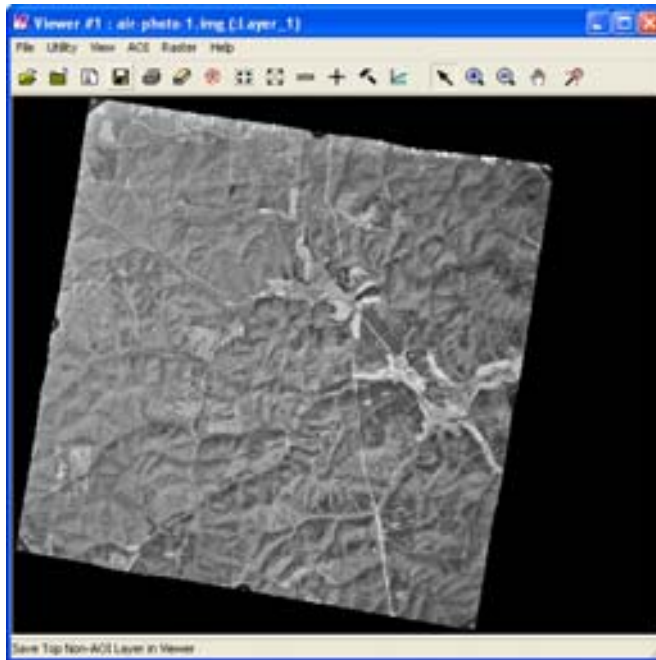 Viewer #1 : air-photo-1.img (:Layer_1)
File Utility View AOI Raster Help
Save Top Non-AOI Layer in Viewer